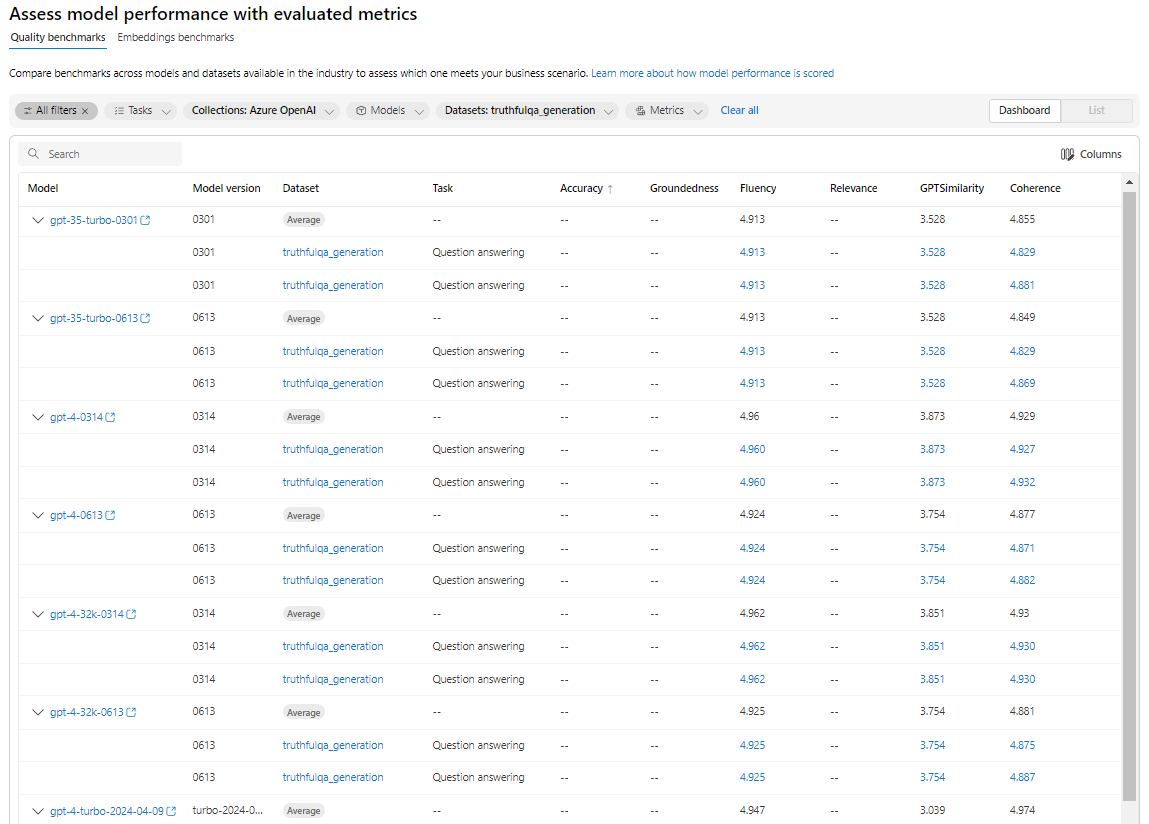 Assess model performance with evaluated metrics
Quality benchmarks Embeddings benchmarks
Compare benchmarks across models and datasets available in the industry to assess which one meets your business scenario. Learn more about how model performance is scored
All filters × Tasks Collections: Azure OpenAI Models Datasets: truthfulqa_generation Metrics Clear all Dashboard List
Search Columns
Model Model version Dataset Task Accuracy ↑ Groundedness Fluency Relevance GPTSimilarity Coherence
gpt-35-turbo-0301 0301 Average -- -- -- 4.913 -- 3.528 4.855
0301 truthfulqa_generation Question answering -- -- 4.913 -- 3.528 4.829
0301 truthfulqa_generation Question answering -- -- 4.913 -- 3.528 4.881
gpt-35-turbo-0613 0613 Average -- -- -- 4.913 -- 3.528 4.849
0613 truthfulqa_generation Question answering -- -- 4.913 -- 3.528 4.829
0613 truthfulqa_generation Question answering -- -- 4.913 -- 3.528 4.869
gpt-4-0314 0314 Average -- -- -- 4.96 -- 3.873 4.929
0314 truthfulqa_generation Question answering -- -- 4.960 -- 3.873 4.927
0314 truthfulqa_generation Question answering -- -- 4.960 -- 3.873 4.932
gpt-4-0613 0613 Average -- -- -- 4.924 -- 3.754 4.877
0613 truthfulqa_generation Question answering -- -- 4.924 -- 3.754 4.871
0613 truthfulqa_generation Question answering -- -- 4.924 -- 3.754 4.882
gpt-4-32k-0314 0314 Average -- -- -- 4.962 -- 3.851 4.93
0314 truthfulqa_generation Question answering -- -- 4.962 -- 3.851 4.930
0314 truthfulqa_generation Question answering -- -- 4.962 -- 3.851 4.930
gpt-4-32k-0613 0613 Average -- -- -- 4.925 -- 3.754 4.881
0613 truthfulqa_generation Question answering -- -- 4.925 -- 3.754 4.875
0613 truthfulqa_generation Question answering -- -- 4.925 -- 3.754 4.887
gpt-4-turbo-2024-04-09 turbo-2024-0... Average -- -- -- 4.947 -- 3.039 4.974